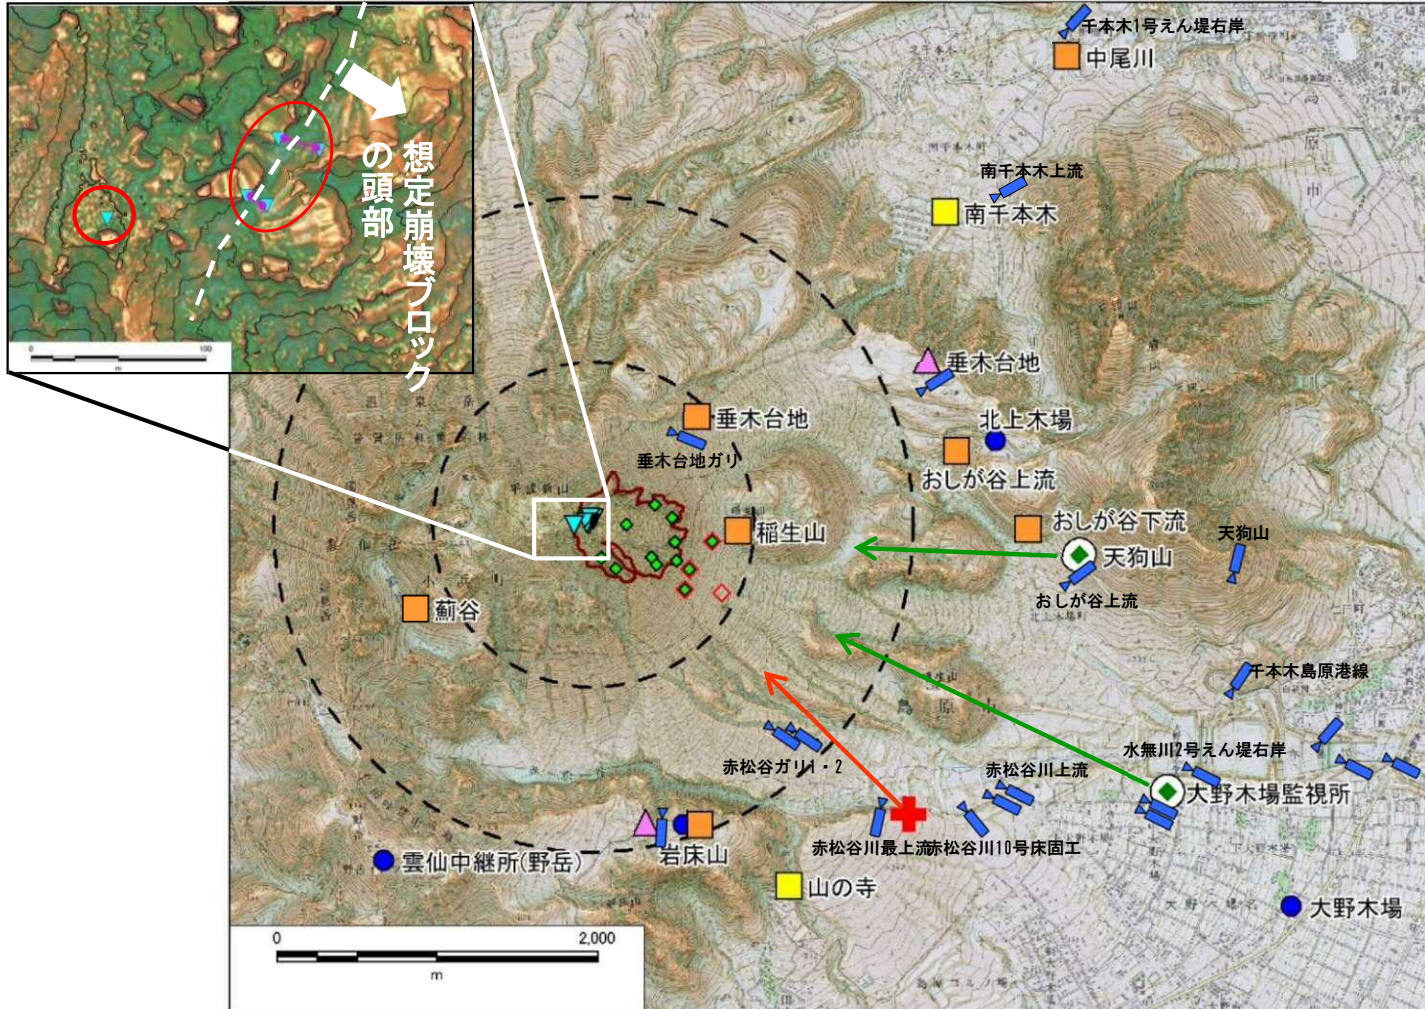 想定崩壊ブロック
の頭部
0
100
m
千本木1号えん堤右岸
中尾川
南千本木上流
南千本木
垂木台地
北上木場
垂木台地
垂木台地ガリ
おしが谷上流
平成新山
稲生山
おしが谷下流
天狗山
天狗山
おしが谷上流
小浜町
薊谷
千本木島原港線
水無川2号えん堤右岸
赤松谷ガリ1・2
赤松谷川上流
大野木場監視所
赤松谷川最上流
赤松谷川10号床固工
岩床山
雲仙中継所(野岳)
山の寺
大野木場
0
2,000
m